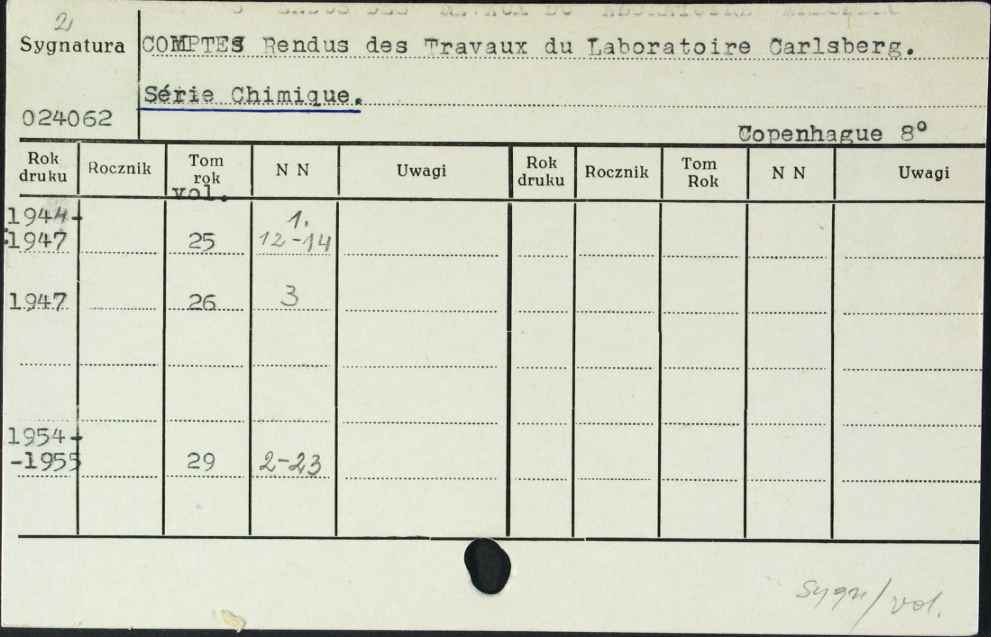 2)
Sygnatura COMPTES Rendus des Travaux du Laboratoire Carlsberg.
Série Chimique.
024062
Copenhague 8°
Rok druku Rocznik Tom rok vol. N N Uwagi Rok druku Rocznik Tom Rok N N Uwagi
1944- 1.
-1947 25 12-14
1947 26 3
1954-
-1955 29 2-23
Sygn/vol.